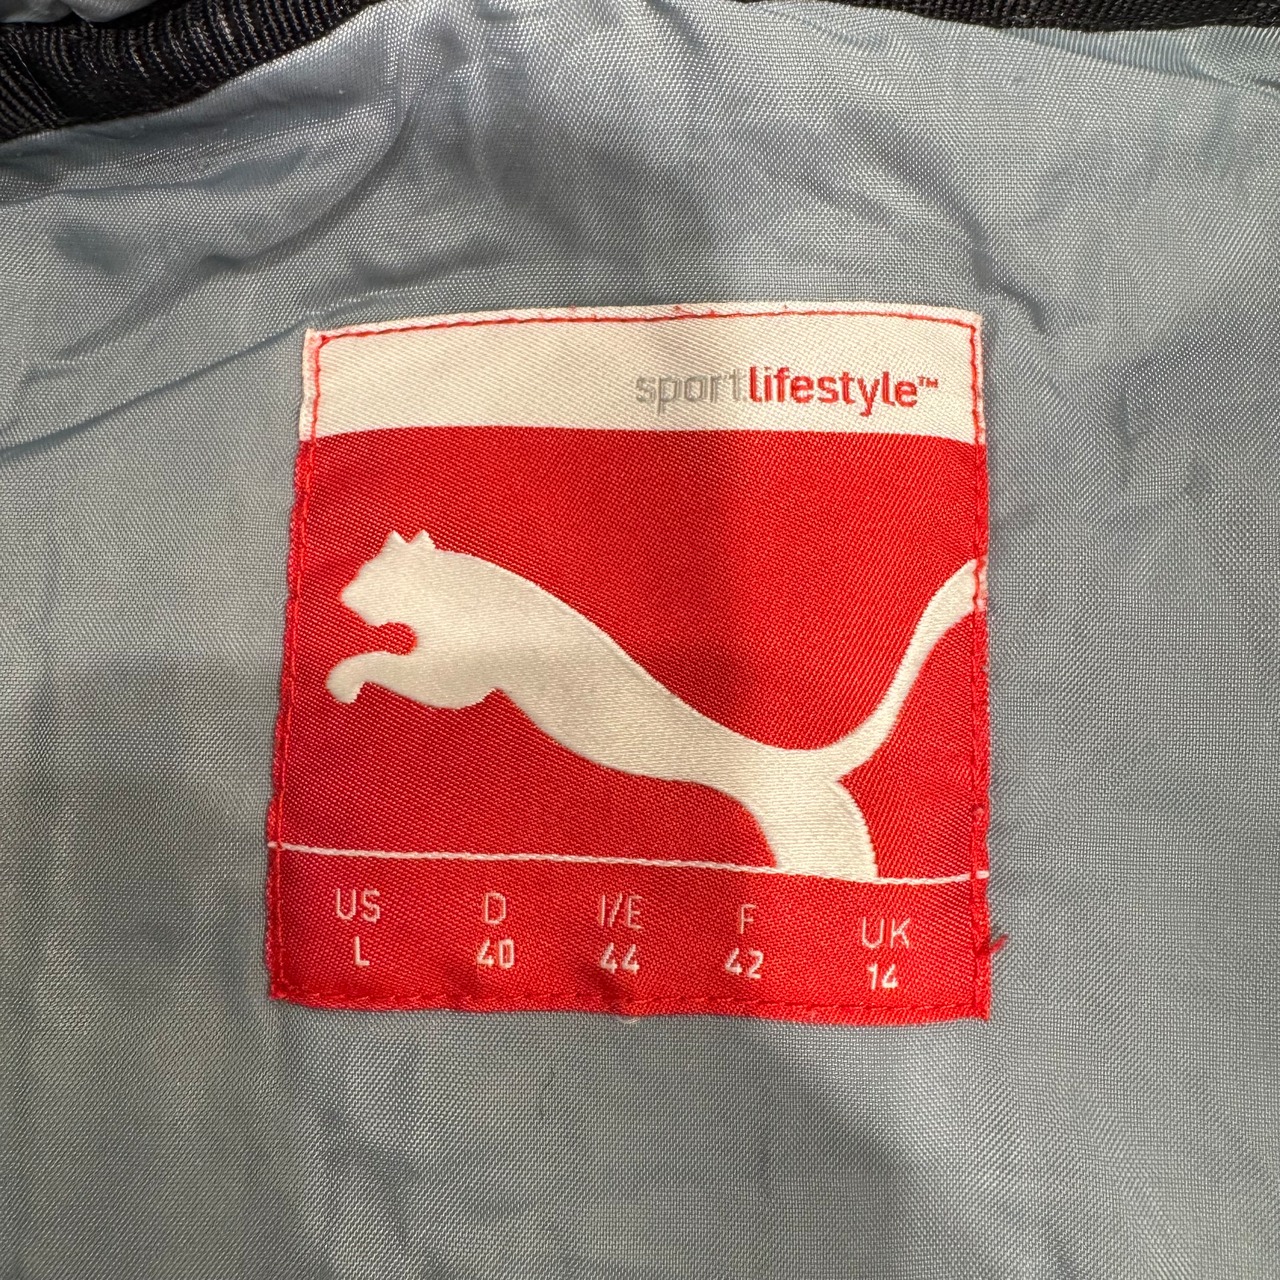 sportlifestyle™
US D I/E F UK
L 40 44 42 14